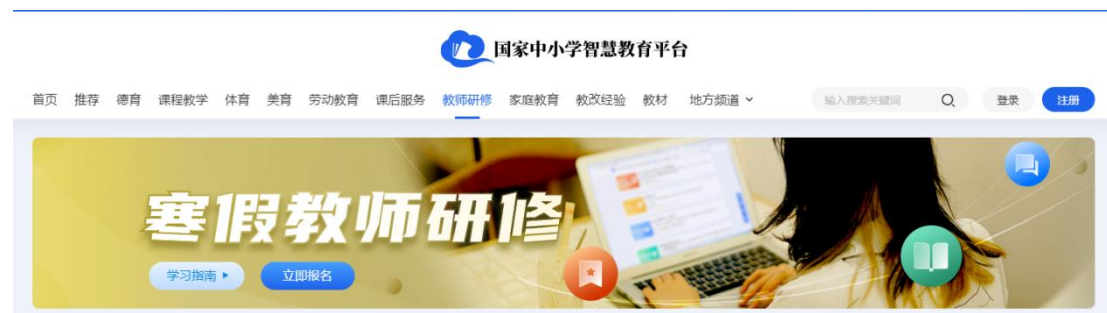 国家中小学智慧教育平台
首页 推荐 德育 课程教学 体育 美育 劳动教育 课后服务 教师研修 家庭教育 教改经验 教材 地方频道 输入搜索关键词 登录 注册
寒假教师研修
学习指南 立即报名